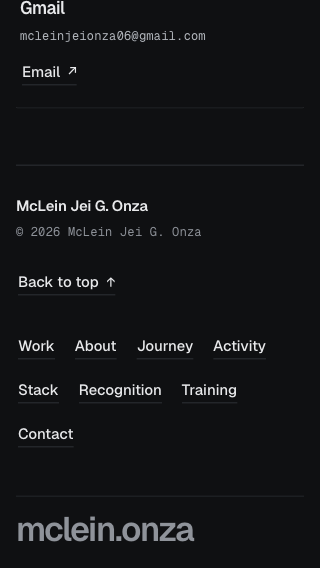 Gmail
mcleinjeionza06@gmail.com
Email ↗
McLein Jei G. Onza
© 2026 McLein Jei G. Onza
Back to top ↑
Work About Journey Activity
Stack Recognition Training
Contact
mclein.onza